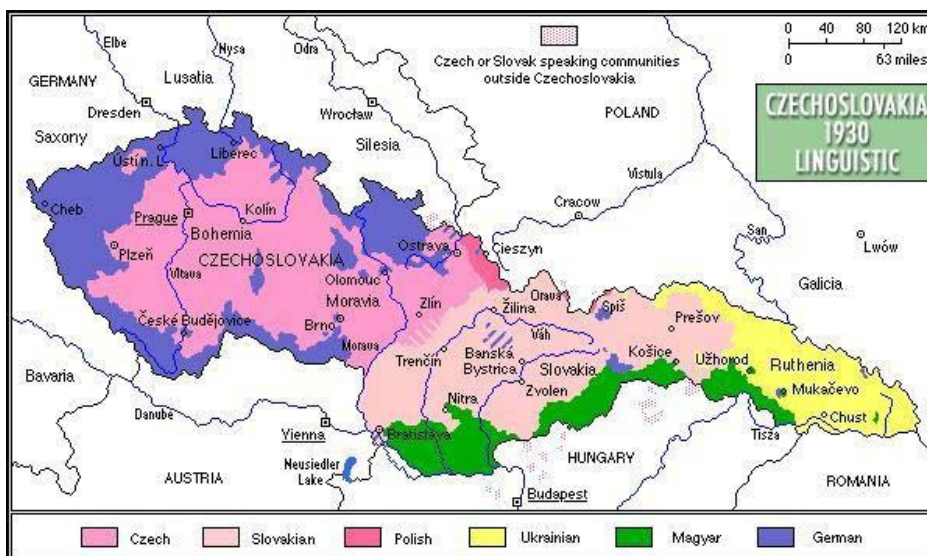 0 40 80 120 km
0 63 miles
Elbe
Nysa
Odra
Czech or Slovak speaking communities
outside Czechoslovakia
GERMANY
Lusatia
Dresden
Wrocław
POLAND
CZECHOSLOVAKIA
1930
LINGUISTIC
Saxony
Silesia
Ústí n. L.
Liberec
Vistula
Cheb
Prague
Kolín
Cracow
San
Lwów
Bohemia
Plzeň
Ostrava
Cieszyn
Vltava
CZECHOSLOVAKIA
Galicia
Olomouc
Moravia
Zlín
Orava
Spiš
Žilina
Prešov
České Budějovice
Brno
Váh
Morava
Trenčín
Banská
Bystrica
Slovakia
Košice
Užhorod
Ruthenia
Bavaria
Zvolen
Mukačevo
Nitra
Chust
Danube
Vienna
Bratislava
Tisza
Neusiedler
Lake
HUNGARY
AUSTRIA
Budapest
ROMANIA
Czech
Slovakian
Polish
Ukrainian
Magyar
German